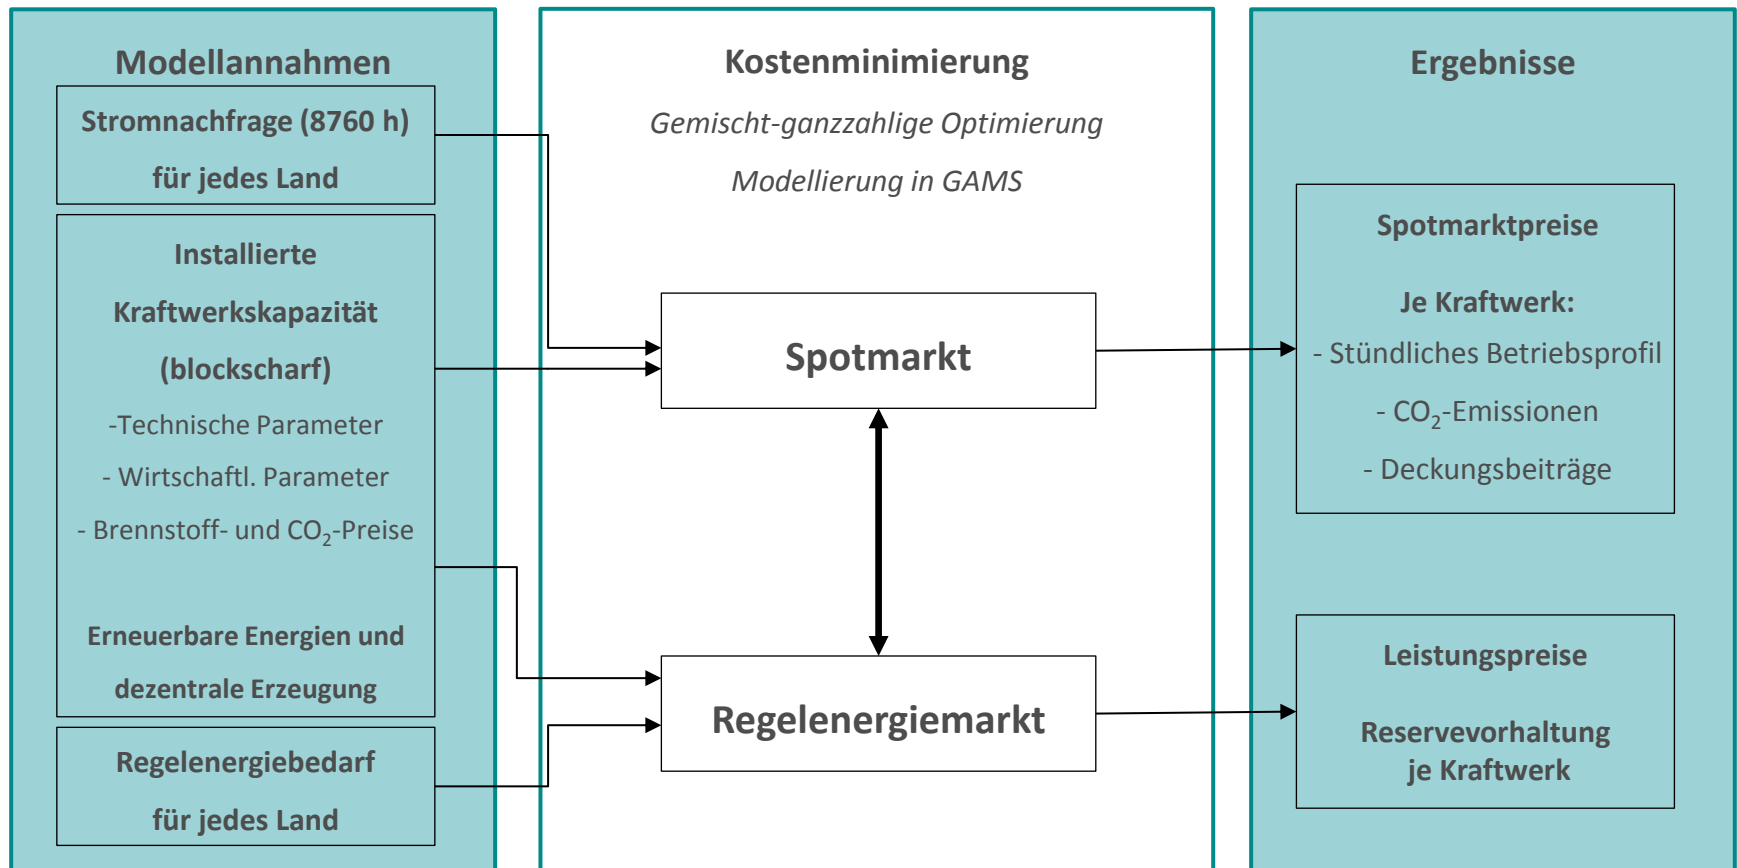 Modellannahmen
Stromnachfrage (8760 h)
für jedes Land
Installierte
Kraftwerkskapazität
(blockscharf)
-Technische Parameter
- Wirtschaftl. Parameter
- Brennstoff- und CO₂-Preise
Erneuerbare Energien und
dezentrale Erzeugung
Regelenergiebedarf
für jedes Land
Kostenminimierung
Gemischt-ganzzahlige Optimierung
Modellierung in GAMS
Spotmarkt
Regelenergiemarkt
Ergebnisse
Spotmarktpreise
Je Kraftwerk:
- Stündliches Betriebsprofil
- CO₂-Emissionen
- Deckungsbeiträge
Leistungspreise
Reservevorhaltung
je Kraftwerk